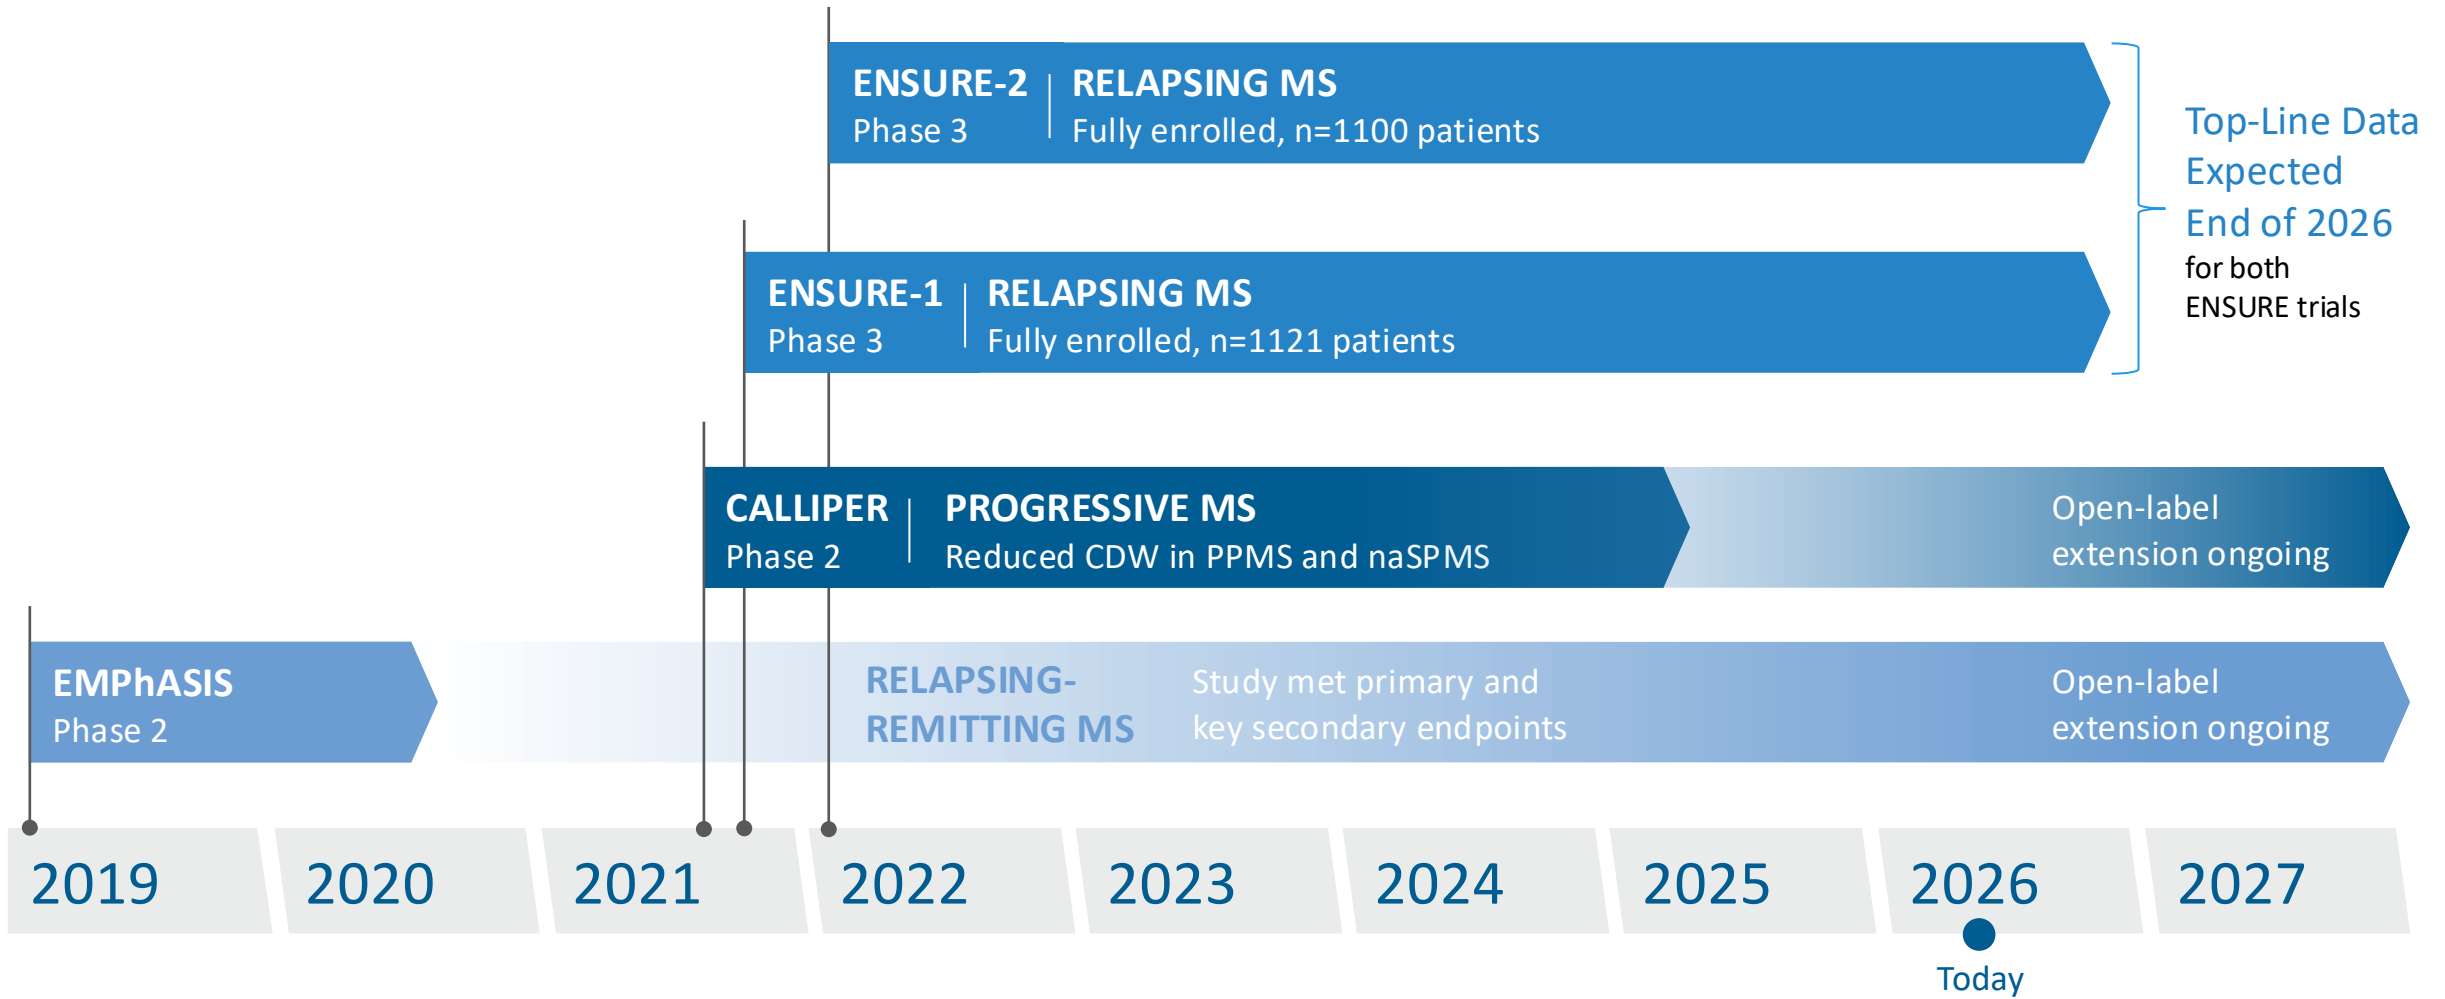 ENSURE-2
Phase 3
RELAPSING MS
Fully enrolled, n=1100 patients
Top-Line Data
Expected
End of 2026
for both
ENSURE trials
ENSURE-1
Phase 3
RELAPSING MS
Fully enrolled, n=1121 patients
CALLIPER
Phase 2
PROGRESSIVE MS
Reduced CDW in PPMS and naSPMS
Open-label
extension ongoing
EMPhASIS
Phase 2
RELAPSING-
REMITTING MS
Study met primary and
key secondary endpoints
Open-label
extension ongoing
2019 2020 2021 2022 2023 2024 2025 2026 2027
Today